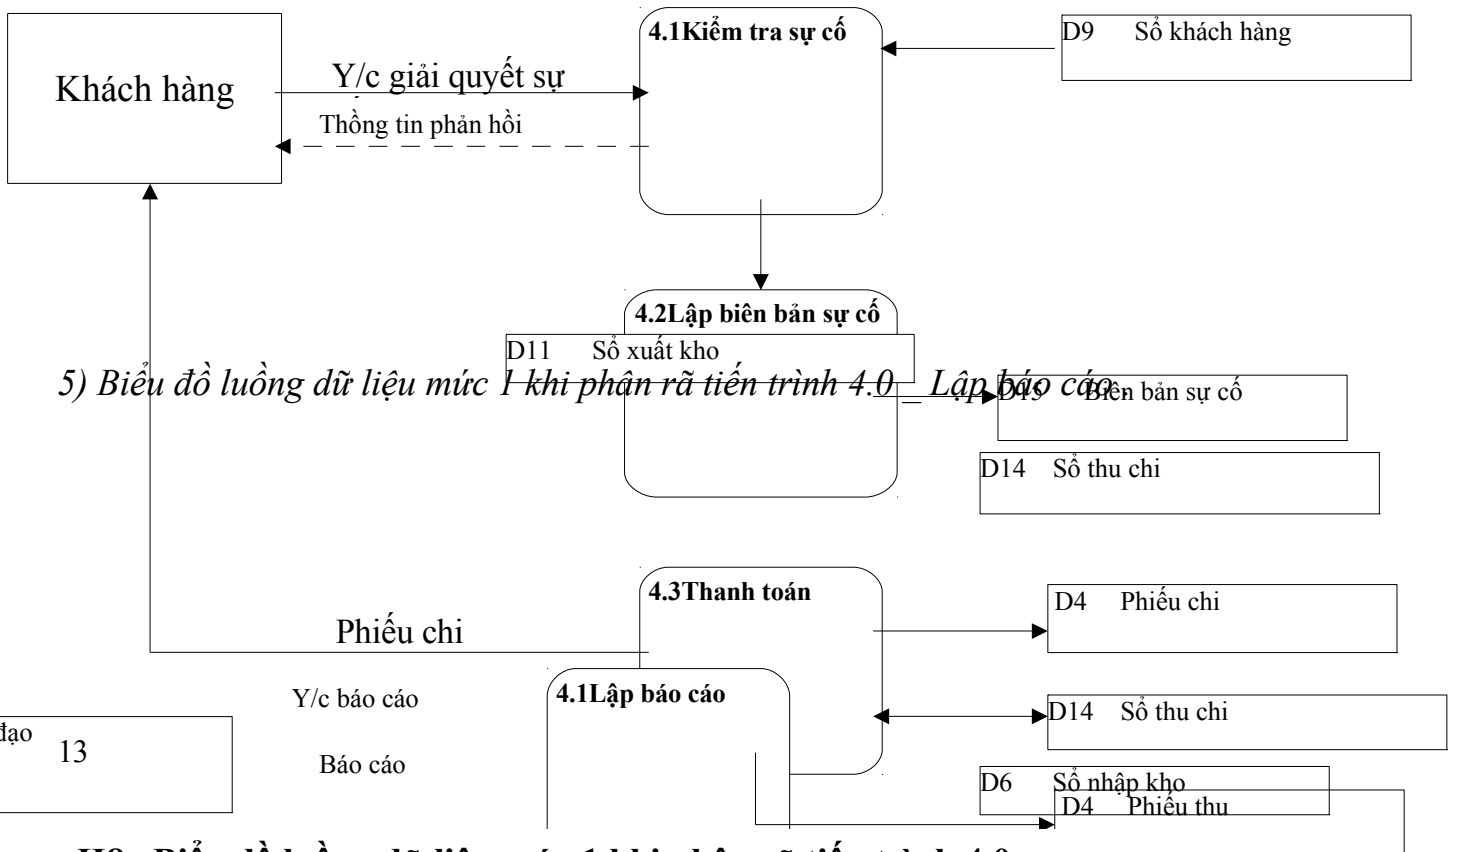 4.1Kiểm tra sự cố
D9 Sổ khách hàng
Khách hàng
Y/c giải quyết sự
Thồng tin phản hồi
4.2Lập biên bản sự cố
D11 Sổ xuất kho
5) Biểu đồ luồng dữ liệu mức 1 khi phân rã tiến trình 4.0 _ Lập báo cáo.
D15 Biên bản sự cố
D14 Sổ thu chi
4.3Thanh toán
D4 Phiếu chi
Phiếu chi
Y/c báo cáo
4.1Lập báo cáo
D14 Sổ thu chi
đạo
13
Báo cáo
D6 Sổ nhập kho
D4 Phiếu thu